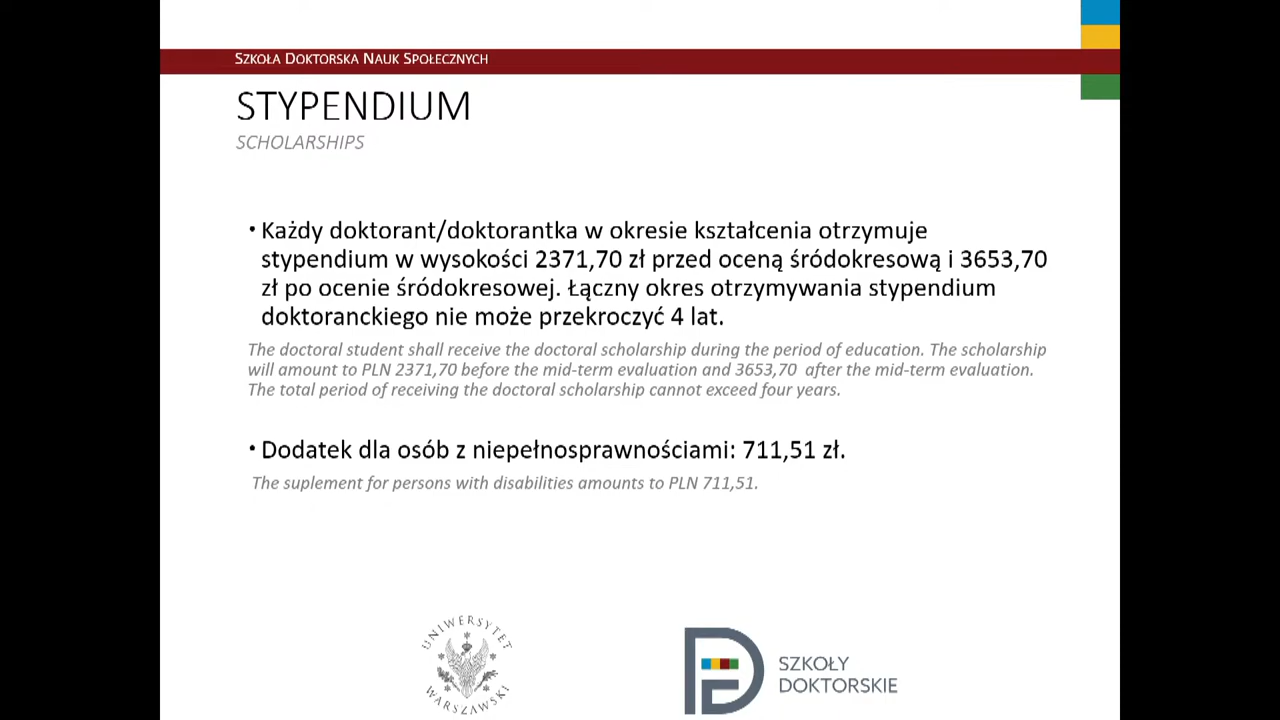 SZKOŁA DOKTORSKA NAUK SPOŁECZNYCH
STYPENDIUM
SCHOLARSHIPS
• Każdy doktorant/doktorantka w okresie kształcenia otrzymuje
stypendium w wysokości 2371,70 zł przed oceną śródokresową i 3653,70
zł po ocenie śródokresowej. Łączny okres otrzymywania stypendium
doktoranckiego nie może przekroczyć 4 lat.
The doctoral student shall receive the doctoral scholarship during the period of education. The scholarship
will amount to PLN 2371,70 before the mid-term evaluation and 3653,70 after the mid-term evaluation.
The total period of receiving the doctoral scholarship cannot exceed four years.
• Dodatek dla osób z niepełnosprawnościami: 711,51 zł.
The suplement for persons with disabilities amounts to PLN 711,51.
UNIWERSYTET
WARSZAWSKI
SZKOŁY
DOKTORSKIE